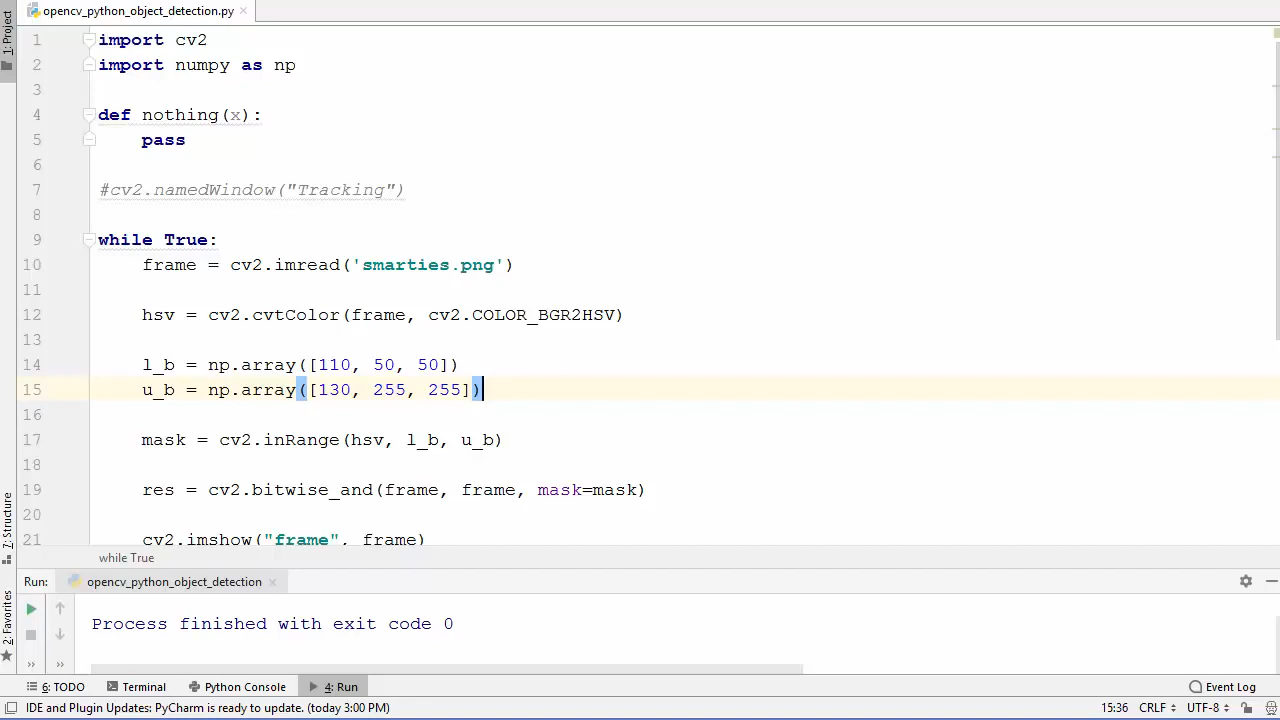 1: Project
opencv_python_object_detection.py
1 import cv2
2 import numpy as np
3
4 def nothing(x):
5 pass
6
7 #cv2.namedWindow("Tracking")
8
9 while True:
10 frame = cv2.imread('smarties.png')
11
12 hsv = cv2.cvtColor(frame, cv2.COLOR_BGR2HSV)
13
14 l_b = np.array([110, 50, 50])
15 u_b = np.array([130, 255, 255])
16
17 mask = cv2.inRange(hsv, l_b, u_b)
18
19 res = cv2.bitwise_and(frame, frame, mask=mask)
20
21 cv2.imshow("frame", frame)
while True
7: Structure
2: Favorites
Run: opencv_python_object_detection
Process finished with exit code 0
6: TODO Terminal Python Console 4: Run Event Log
IDE and Plugin Updates: PyCharm is ready to update. (today 3:00 PM) 15:36 CRLF UTF-8